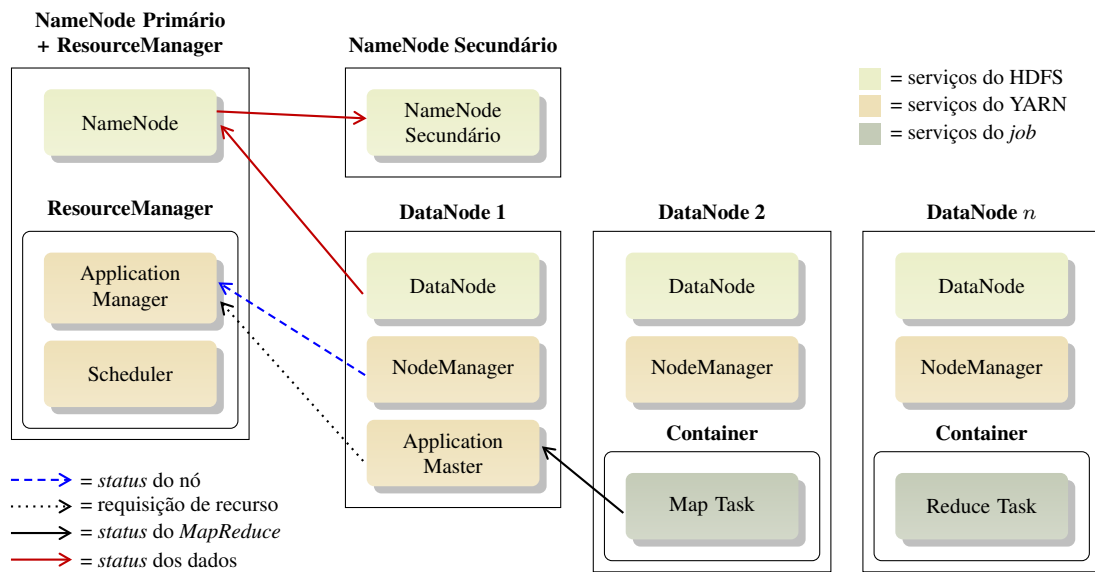 NameNode Primário
+ ResourceManager
NameNode
ResourceManager
Application
Manager
Scheduler
NameNode Secundário
NameNode
Secundário
= serviços do HDFS
= serviços do YARN
= serviços do job
DataNode 1
DataNode
NodeManager
Application
Master
DataNode 2
DataNode
NodeManager
Container
Map Task
DataNode n
DataNode
NodeManager
Container
Reduce Task
= status do nó
= requisição de recurso
= status do MapReduce
= status dos dados